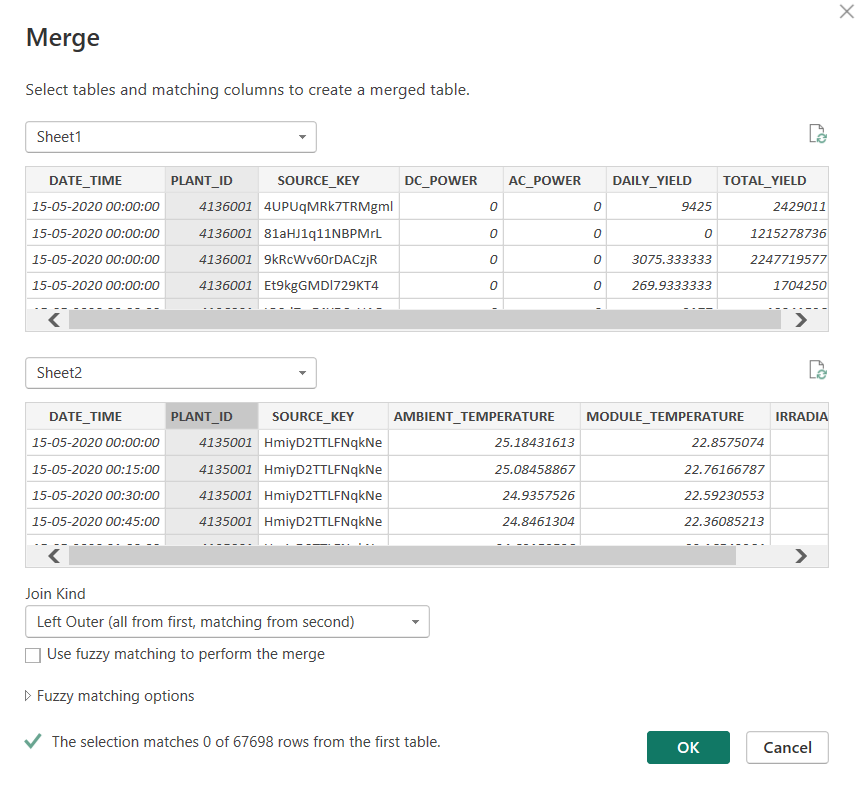 Merge
Select tables and matching columns to create a merged table.
Sheet1
DATE_TIME PLANT_ID SOURCE_KEY DC_POWER AC_POWER DAILY_YIELD TOTAL_YIELD
15-05-2020 00:00:00 4136001 4UPUqMRk7TRMgml 0 0 9425 2429011
15-05-2020 00:00:00 4136001 81aHJ1q11NBPMrL 0 0 0 1215278736
15-05-2020 00:00:00 4136001 9kRcWv60rDACzjR 0 0 3075.333333 2247719577
15-05-2020 00:00:00 4136001 Et9kgGMDl729KT4 0 0 269.9333333 1704250
Sheet2
DATE_TIME PLANT_ID SOURCE_KEY AMBIENT_TEMPERATURE MODULE_TEMPERATURE IRRADIA
15-05-2020 00:00:00 4135001 HmiyD2TTLFNqkNe 25.18431613 22.8575074
15-05-2020 00:15:00 4135001 HmiyD2TTLFNqkNe 25.08458867 22.76166787
15-05-2020 00:30:00 4135001 HmiyD2TTLFNqkNe 24.9357526 22.59230553
15-05-2020 00:45:00 4135001 HmiyD2TTLFNqkNe 24.8461304 22.36085213
Join Kind
Left Outer (all from first, matching from second)
Use fuzzy matching to perform the merge
Fuzzy matching options
The selection matches 0 of 67698 rows from the first table.
OK Cancel